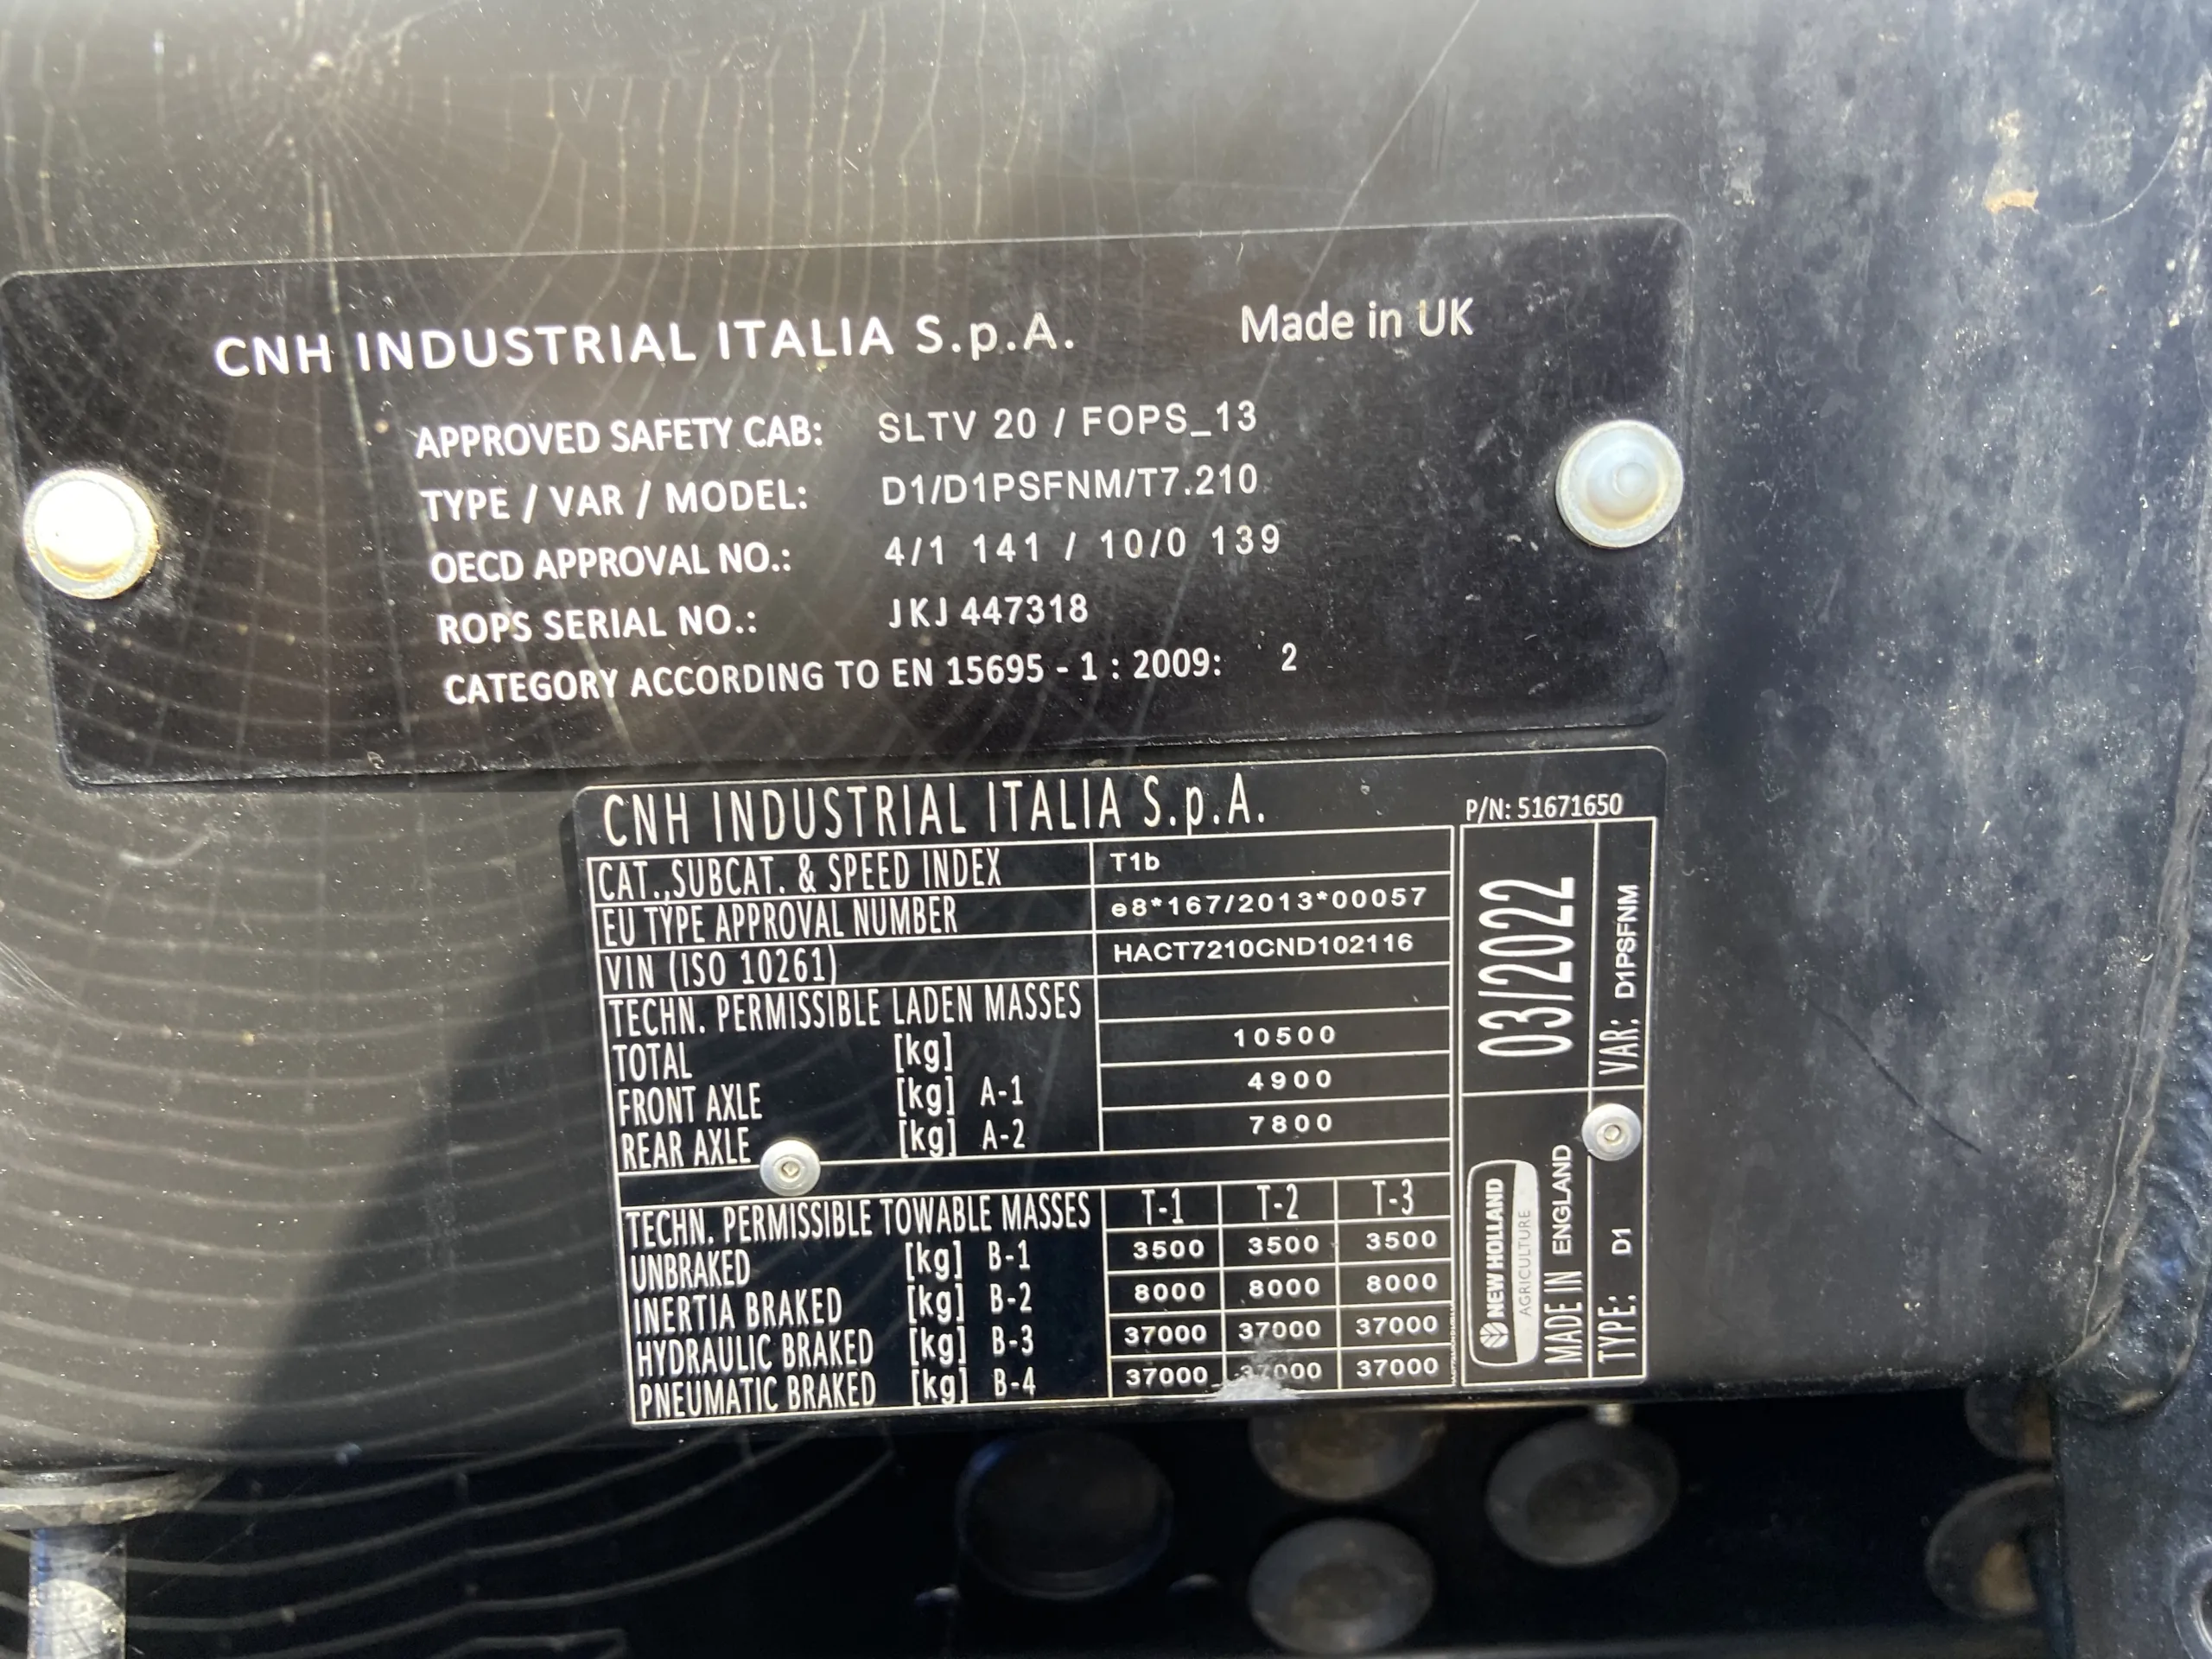 CNH INDUSTRIAL ITALIA S.p.A. Made in UK
APPROVED SAFETY CAB: SLTV 20 / FOPS_13
TYPE / VAR / MODEL: D1/D1PSFNM/T7.210
OECD APPROVAL NO.: 4/1 141 / 10/0 139
ROPS SERIAL NO.: JKJ 447318
CATEGORY ACCORDING TO EN 15695 - 1 : 2009: 2
CNH INDUSTRIAL ITALIA S.p.A.
P/N: 51671650
CAT.,SUBCAT. & SPEED INDEX T1b
EU TYPE APPROVAL NUMBER e8*167/2013*00057
VIN (ISO 10261) HACT7210CND102116
TECHN. PERMISSIBLE LADEN MASSES
TOTAL [kg] 10500
FRONT AXLE [kg] A-1 4900
REAR AXLE [kg] A-2 7800
TECHN. PERMISSIBLE TOWABLE MASSES T-1 T-2 T-3
UNBRAKED [kg] B-1 3500 3500 3500
INERTIA BRAKED [kg] B-2 8000 8000 8000
HYDRAULIC BRAKED [kg] B-3 37000 37000 37000
PNEUMATIC BRAKED [kg] B-4 37000 37000 37000
03/2022
NEW HOLLAND
AGRICULTURE
MADE IN ENGLAND
TYPE: D1 VAR: D1PSFNM